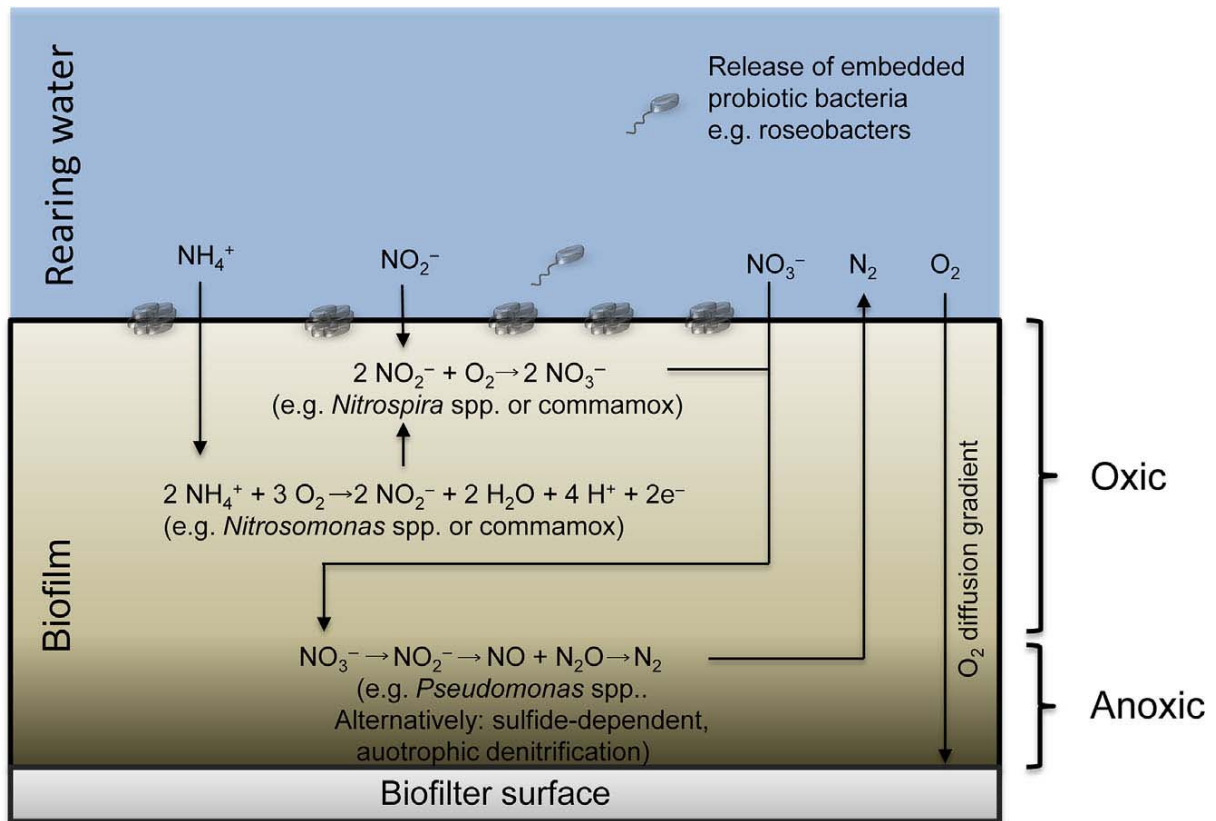 Rearing water
Release of embedded
probiotic bacteria
e.g. roseobacters
NH₄⁺
NO₂⁻
NO₃⁻
N₂
O₂
2 NO₂⁻ + O₂→2 NO₃⁻
(e.g. Nitrospira spp. or commamox)
2 NH₄⁺ + 3 O₂→2 NO₂⁻ + 2 H₂O + 4 H⁺ + 2e⁻
(e.g. Nitrosomonas spp. or commamox)
Biofilm
NO₃⁻→NO₂⁻→NO + N₂O→N₂
(e.g. Pseudomonas spp..
Alternatively: sulfide-dependent,
auotrophic denitrification)
O₂ diffusion gradient
Oxic
Anoxic
Biofilter surface